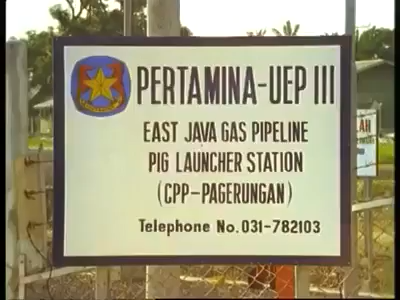 PERTAMINA-UEP III
EAST JAVA GAS PIPELINE
PIG LAUNCHER STATION
(CPP-PAGERUNGAN)
Telephone No. 031-782103